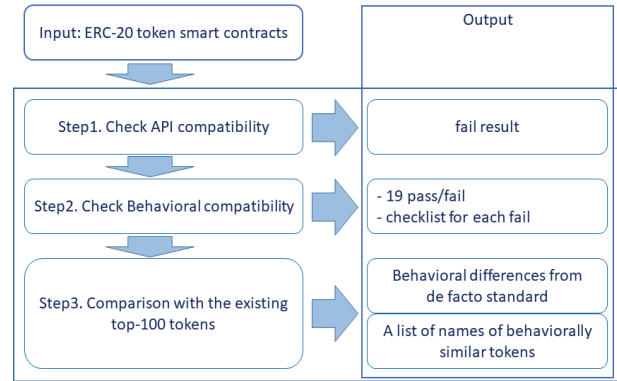 Input: ERC-20 token smart contracts
Output
Step1. Check API compatibility
fail result
Step2. Check Behavioral compatibility
- 19 pass/fail
- checklist for each fail
Step3. Comparison with the existing
top-100 tokens
Behavioral differences from
de facto standard
A list of names of behaviorally
similar tokens